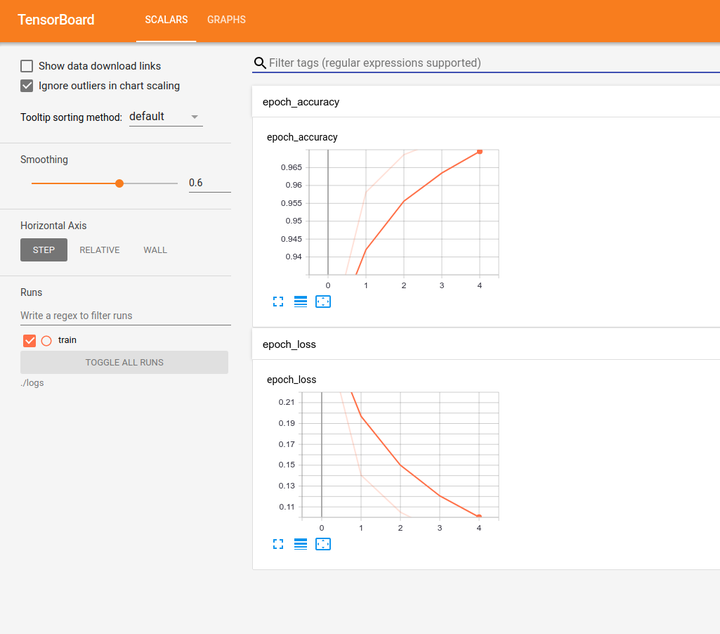 TensorBoard SCALARS GRAPHS
Show data download links
Ignore outliers in chart scaling
Tooltip sorting method: default
Smoothing
0.6
Horizontal Axis
STEP RELATIVE WALL
Runs
Write a regex to filter runs
train
TOGGLE ALL RUNS
./logs
Filter tags (regular expressions supported)
epoch_accuracy
epoch_accuracy
0.965
0.96
0.955
0.95
0.945
0.94
0 1 2 3 4
epoch_loss
epoch_loss
0.21
0.19
0.17
0.15
0.13
0.11
0 1 2 3 4